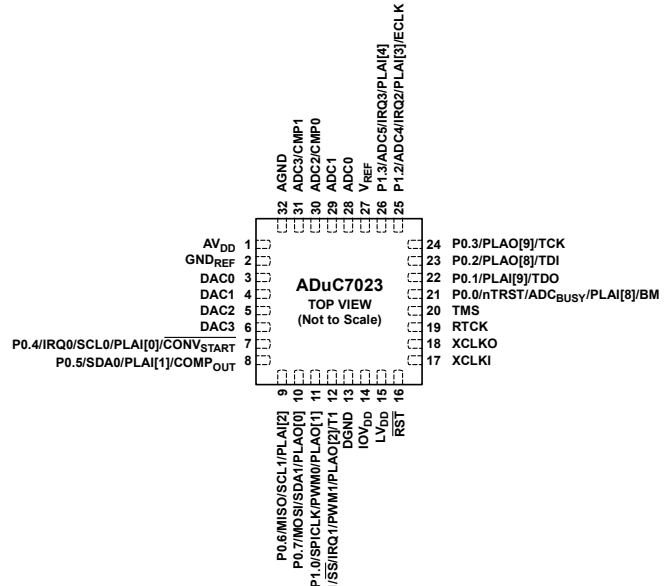 32 AGND
31 ADC3/CMP1
30 ADC2/CMP0
29 ADC1
28 ADC0
27 VREF
26 P1.3/ADC5/IRQ3/PLAI[4]
25 P1.2/ADC4/IRQ2/PLAI[3]/ECLK
AVDD 1
GNDREF 2
DAC0 3
DAC1 4
DAC2 5
DAC3 6
P0.4/IRQ0/SCL0/PLAI[0]/CONVSTART 7
P0.5/SDA0/PLAI[1]/COMPOUT 8
ADuC7023
TOP VIEW
(Not to Scale)
24 P0.3/PLAO[9]/TCK
23 P0.2/PLAO[8]/TDI
22 P0.1/PLAI[9]/TDO
21 P0.0/nTRST/ADCBUSY/PLAI[8]/BM
20 TMS
19 RTCK
18 XCLKO
17 XCLKI
P0.6/MISO/SCL1/PLAI[2] 9
P0.7/MOSI/SDA1/PLAO[0] 10
P1.0/SPICLK/PWM0/PLAO[1] 11
/SS/IRQ1/PWM1/PLAO[2]/T1 12
DGND 13
IOVDD 14
LVDD 15
RST 16